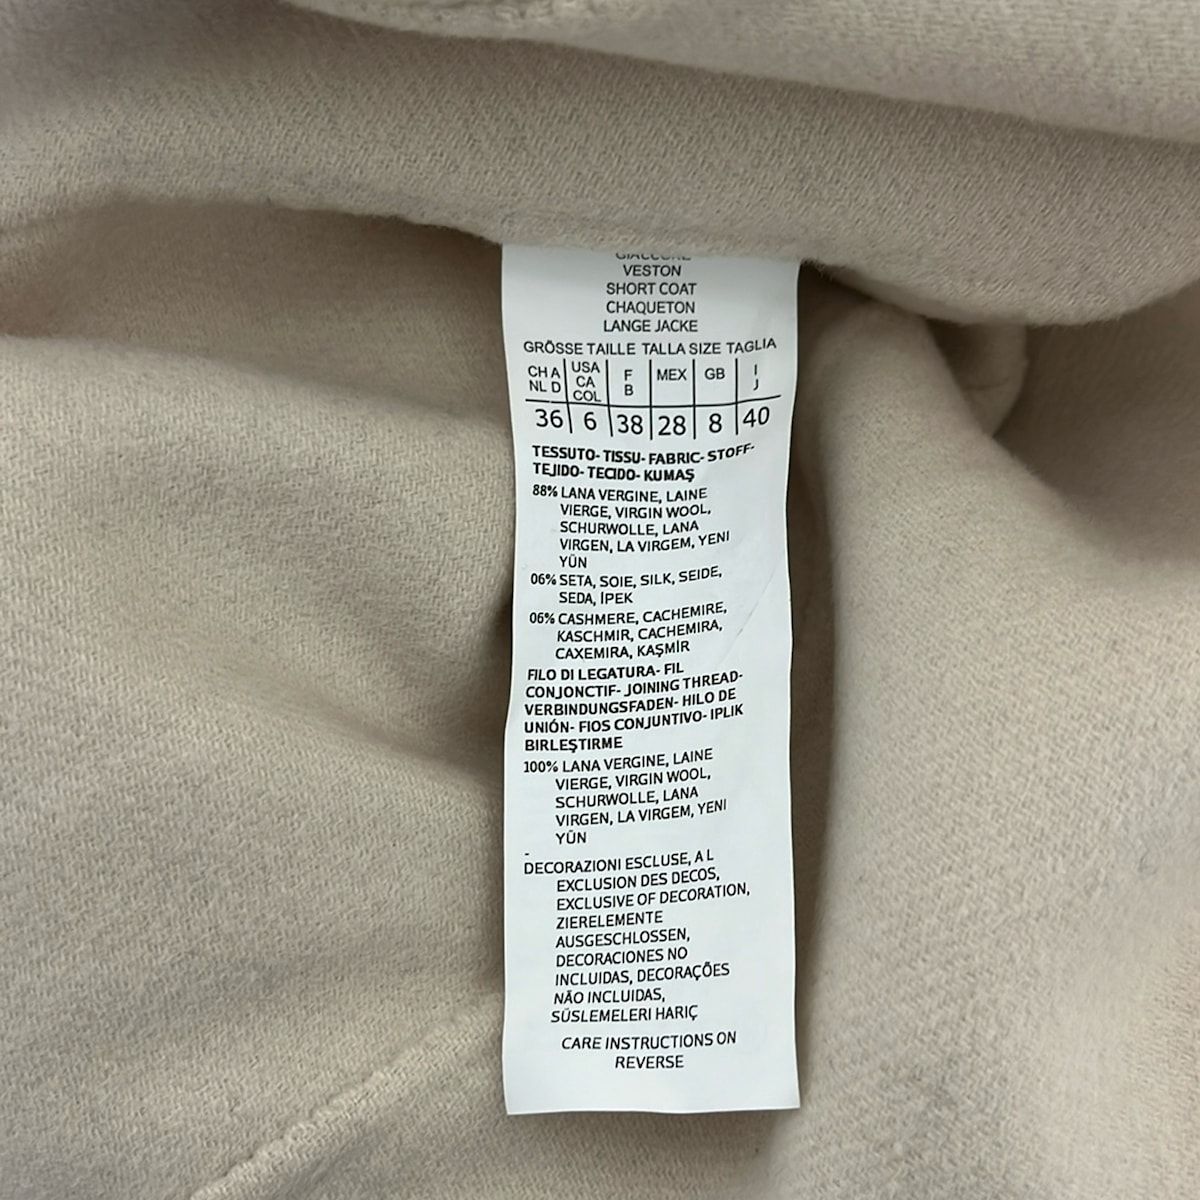 VESTON
SHORT COAT
CHAQUETON
LANGE JACKE
GRÖSSE TAILLE TALLA SIZE TAGLIA
CH A NL D USA CA COL F B MEX GB I J
36 6 38 28 8 40
TESSUTO- TISSU- FABRIC- STOFF-
TEJIDO- TECIDO- KUMAŞ
88% LANA VERGINE, LAINE
VIERGE, VIRGIN WOOL,
SCHURWOLLE, LANA
VIRGEN, LA VIRGEM, YENI
YÜN
06% SETA, SOIE, SILK, SEIDE,
SEDA, İPEK
06% CASHMERE, CACHEMIRE,
KASCHMIR, CACHEMIRA,
CAXEMIRA, KAŞMİR
FILO DI LEGATURA- FIL
CONJONCTIF- JOINING THREAD-
VERBINDUNGSFADEN- HILO DE
UNIÓN- FIOS CONJUNTIVO- IPLIK
BIRLEŞTIRME
100% LANA VERGINE, LAINE
VIERGE, VIRGIN WOOL,
SCHURWOLLE, LANA
VIRGEN, LA VIRGEM, YENI
YÜN
-
DECORAZIONI ESCLUSE, A L
EXCLUSION DES DECOS,
EXCLUSIVE OF DECORATION,
ZIERELEMENTE
AUSGESCHLOSSEN,
DECORACIONES NO
INCLUIDAS, DECORAÇÕES
NÃO INCLUIDAS,
SÜSLEMELERI HARIÇ
CARE INSTRUCTIONS ON
REVERSE